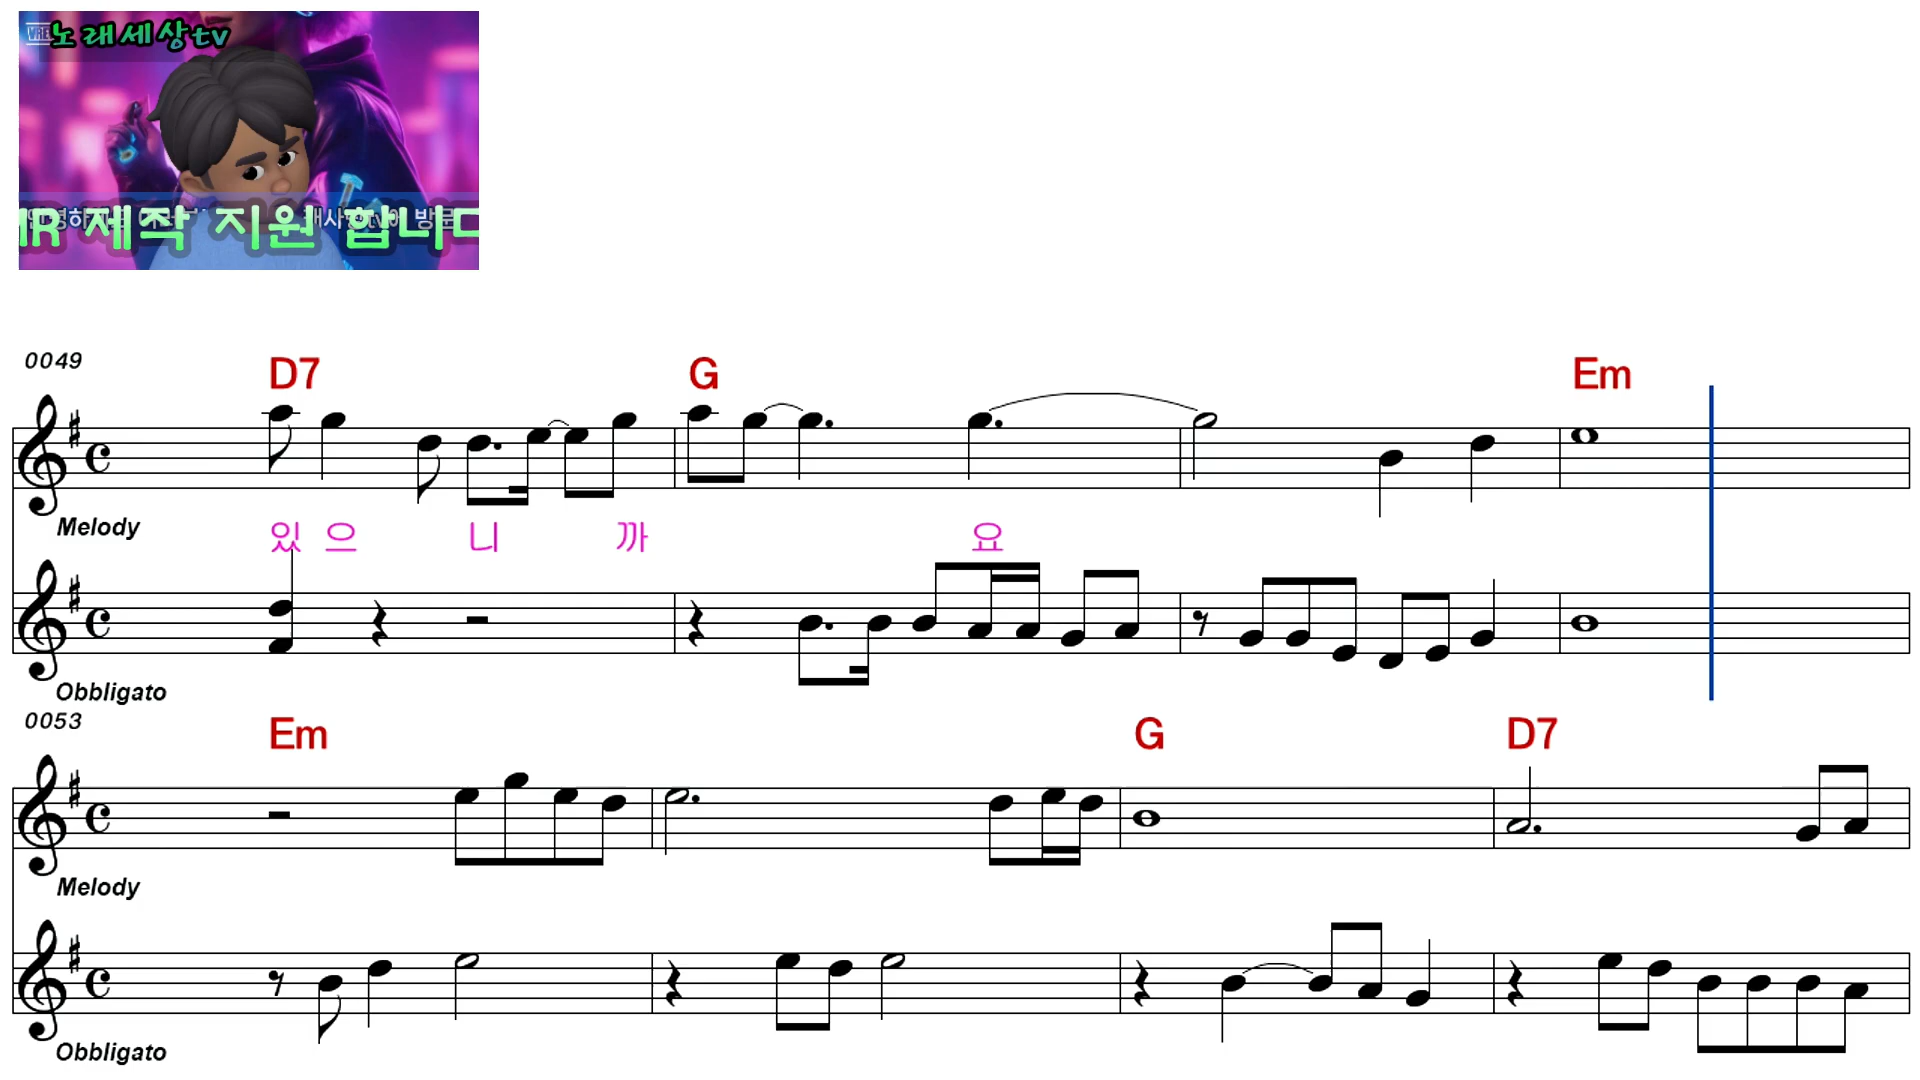 노래세상tv
제작 지원 합니다
0049
D7 G Em
Melody
있 으 니 까 요
Obbligato
0053
Em G D7
Melody
Obbligato